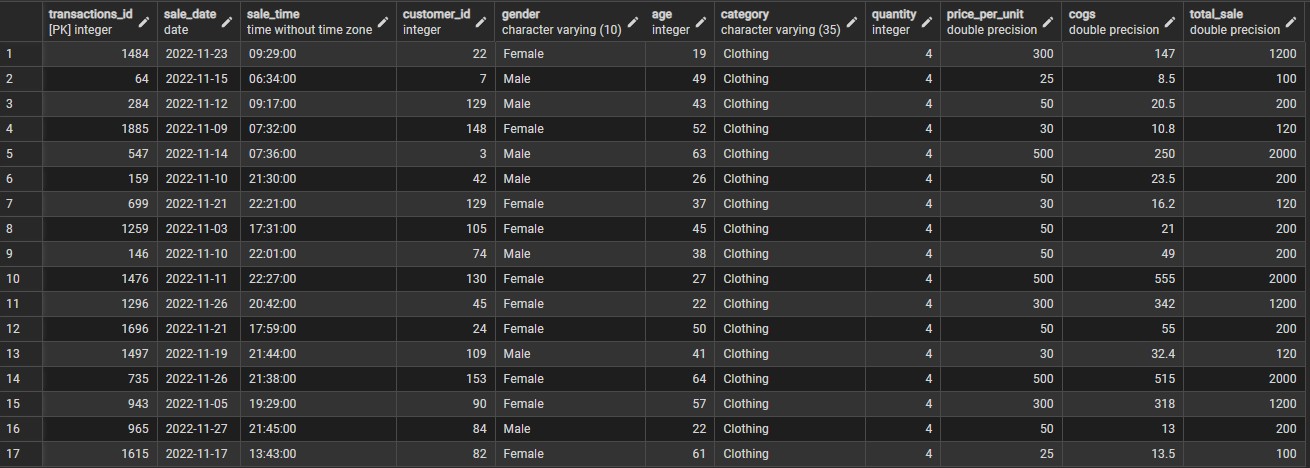 transactions_id sale_date sale_time customer_id gender age category quantity price_per_unit cogs total_sale
[PK] integer date time without time zone integer character varying (10) integer character varying (35) integer double precision double precision double precision
1 1484 2022-11-23 09:29:00 22 Female 19 Clothing 4 300 147 1200
2 64 2022-11-15 06:34:00 7 Male 49 Clothing 4 25 8.5 100
3 284 2022-11-12 09:17:00 129 Male 43 Clothing 4 50 20.5 200
4 1885 2022-11-09 07:32:00 148 Female 52 Clothing 4 30 10.8 120
5 547 2022-11-14 07:36:00 3 Male 63 Clothing 4 500 250 2000
6 159 2022-11-10 21:30:00 42 Male 26 Clothing 4 50 23.5 200
7 699 2022-11-21 22:21:00 129 Female 37 Clothing 4 30 16.2 120
8 1259 2022-11-03 17:31:00 105 Female 45 Clothing 4 50 21 200
9 146 2022-11-10 22:01:00 74 Male 38 Clothing 4 50 49 200
10 1476 2022-11-11 22:27:00 130 Female 27 Clothing 4 500 555 2000
11 1296 2022-11-26 20:42:00 45 Female 22 Clothing 4 300 342 1200
12 1696 2022-11-21 17:59:00 24 Female 50 Clothing 4 50 55 200
13 1497 2022-11-19 21:44:00 109 Male 41 Clothing 4 30 32.4 120
14 735 2022-11-26 21:38:00 153 Female 64 Clothing 4 500 515 2000
15 943 2022-11-05 19:29:00 90 Female 57 Clothing 4 300 318 1200
16 965 2022-11-27 21:45:00 84 Male 22 Clothing 4 50 13 200
17 1615 2022-11-17 13:43:00 82 Female 61 Clothing 4 25 13.5 100